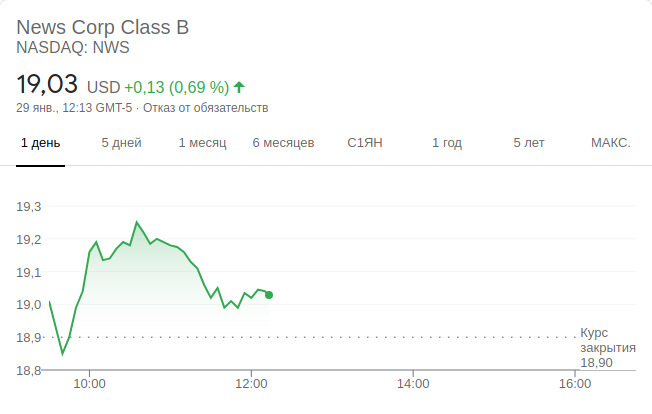 News Corp Class B
NASDAQ: NWS
19,03 USD +0,13 (0,69 %)
29 янв., 12:13 GMT-5 · Отказ от обязательств
1 день 5 дней 1 месяц 6 месяцев С1ЯН 1 год 5 лет МАКС.
19,3
19,2
19,1
19,0
18,9
Курс
закрытия
18,90
18,8
10:00 12:00 14:00 16:00